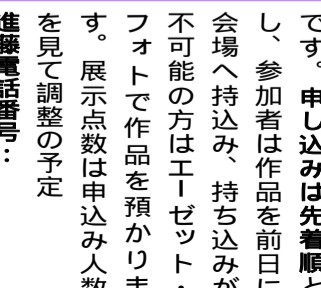 です。申し込みは先着順と
し、参加者は作品を前日に
会場へ持込み、持ち込みが
不可能の方はエーゼット・
フォトで作品を預かりま
す。展示点数は申込み人数
を見て調整の予定
進藤電話番号：